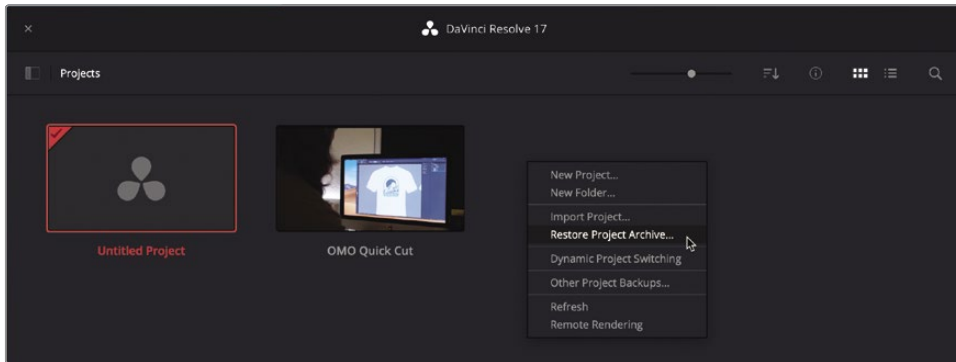 DaVinci Resolve 17
Projects
Untitled Project
OMO Quick Cut
New Project...
New Folder...
Import Project...
Restore Project Archive...
Dynamic Project Switching
Other Project Backups...
Refresh
Remote Rendering